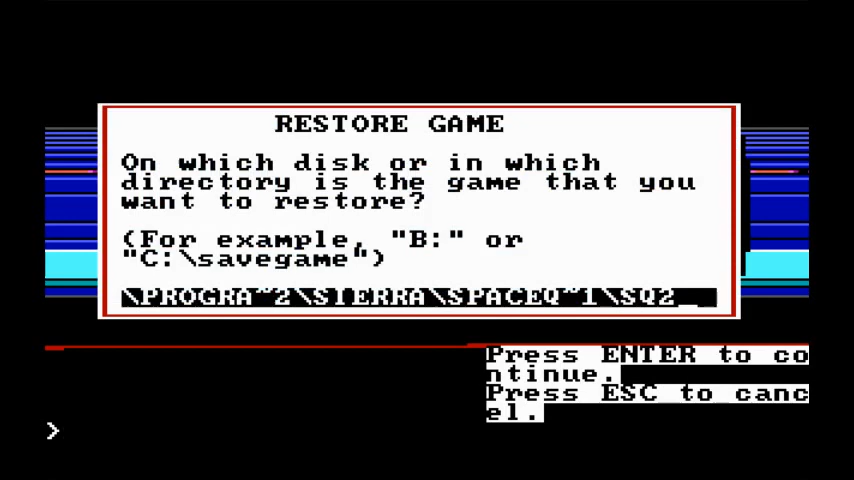 RESTORE GAME
On which disk or in which
directory is the game that you
want to restore?
(For example, "B:" or
"C:\savegame")
\PROGRA~2\SIERRA\SPACEQ~1\SQ2_
Press ENTER to co
ntinue.
Press ESC to canc
el.
>